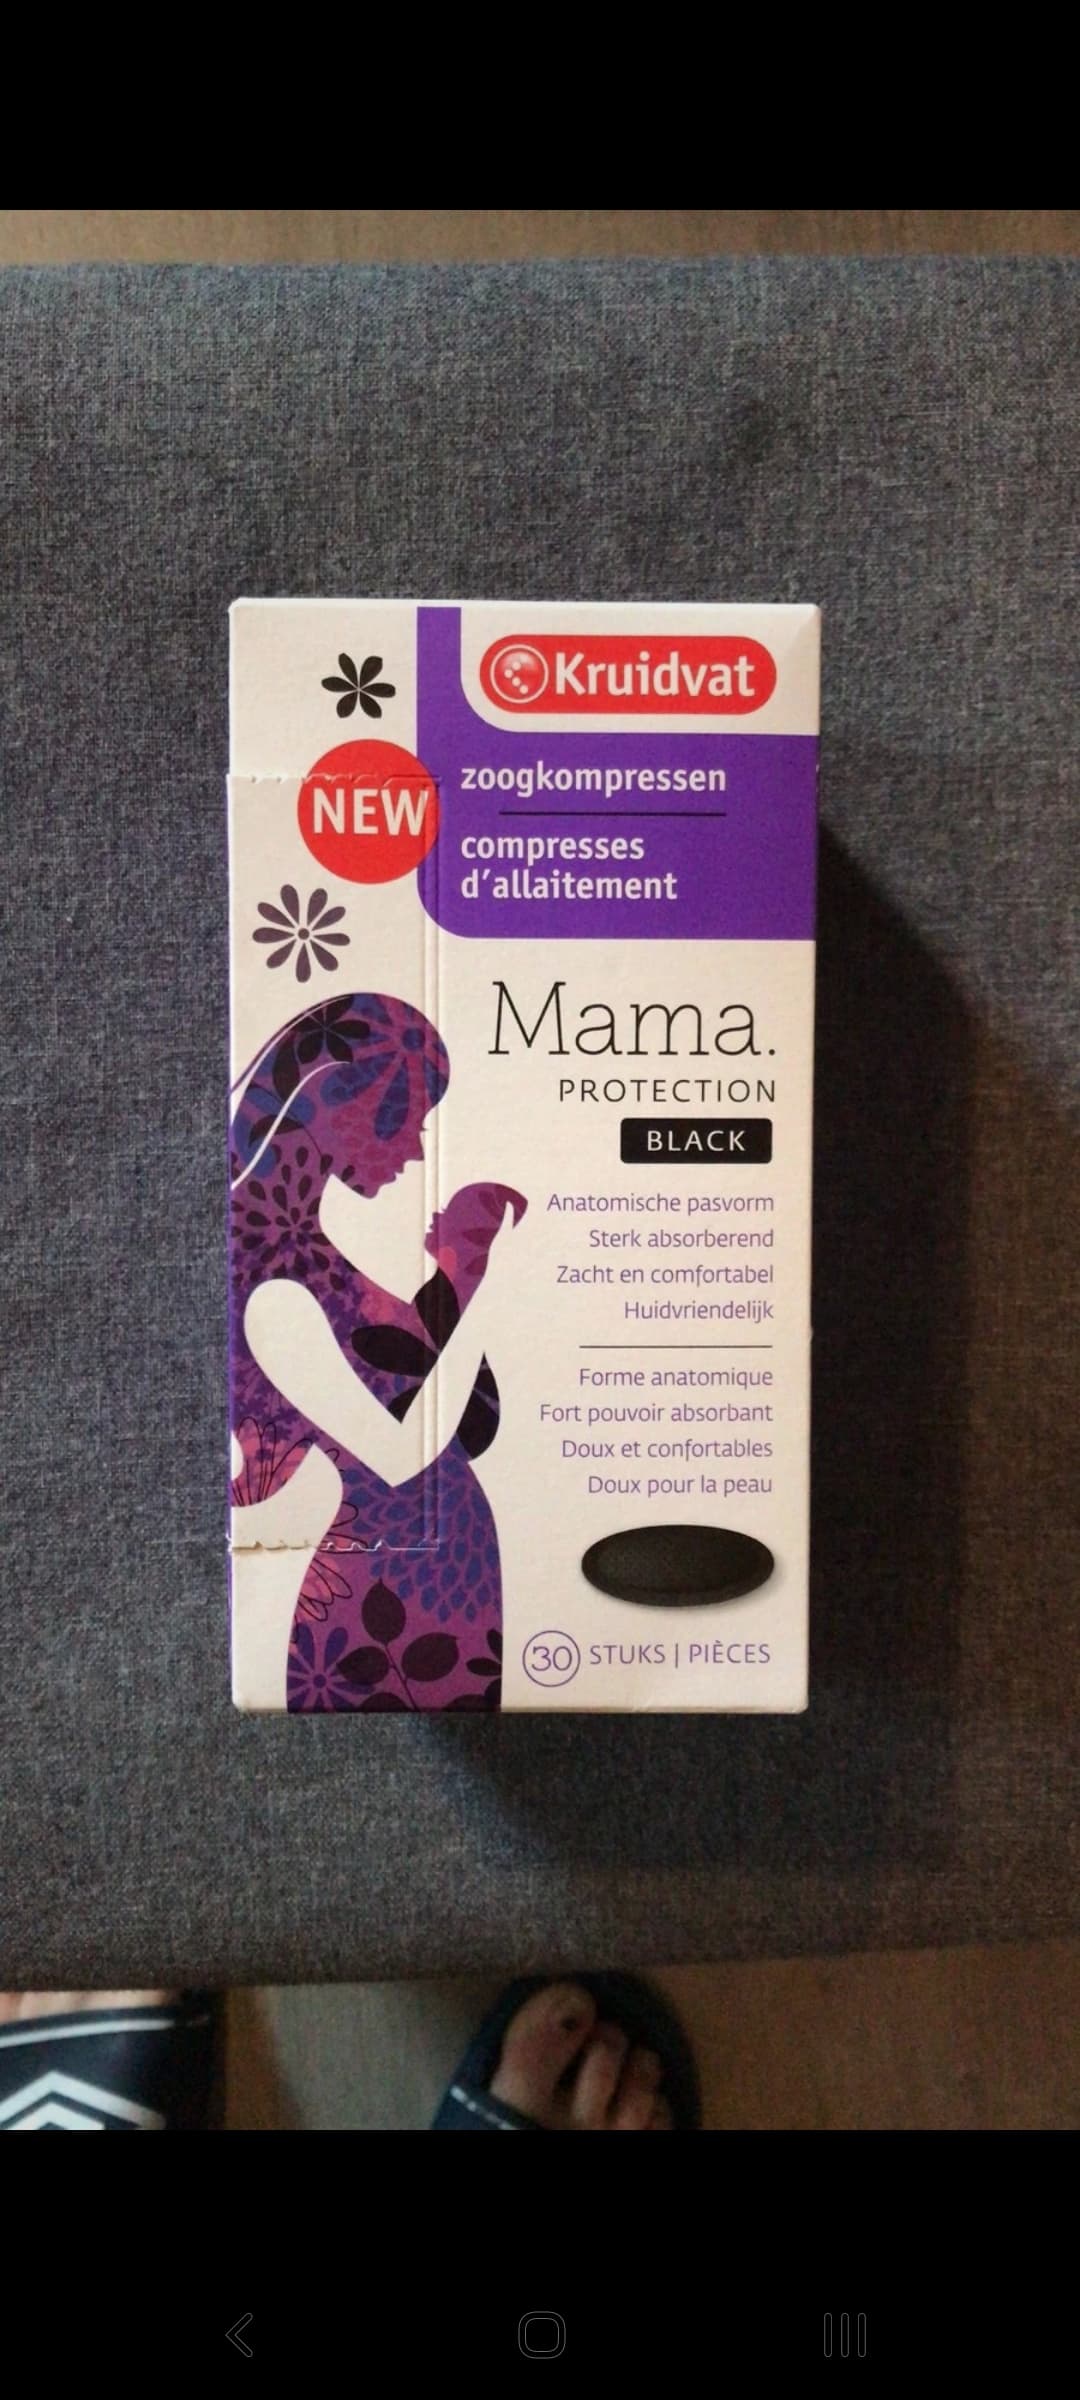 Kruidvat
NEW
zoogkompressen
compresses
d'allaitement
Mama.
PROTECTION
BLACK
Anatomische pasvorm
Sterk absorberend
Zacht en comfortabel
Huidvriendelijk
Forme anatomique
Fort pouvoir absorbant
Doux et confortables
Doux pour la peau
30 STUKS | PIÈCES